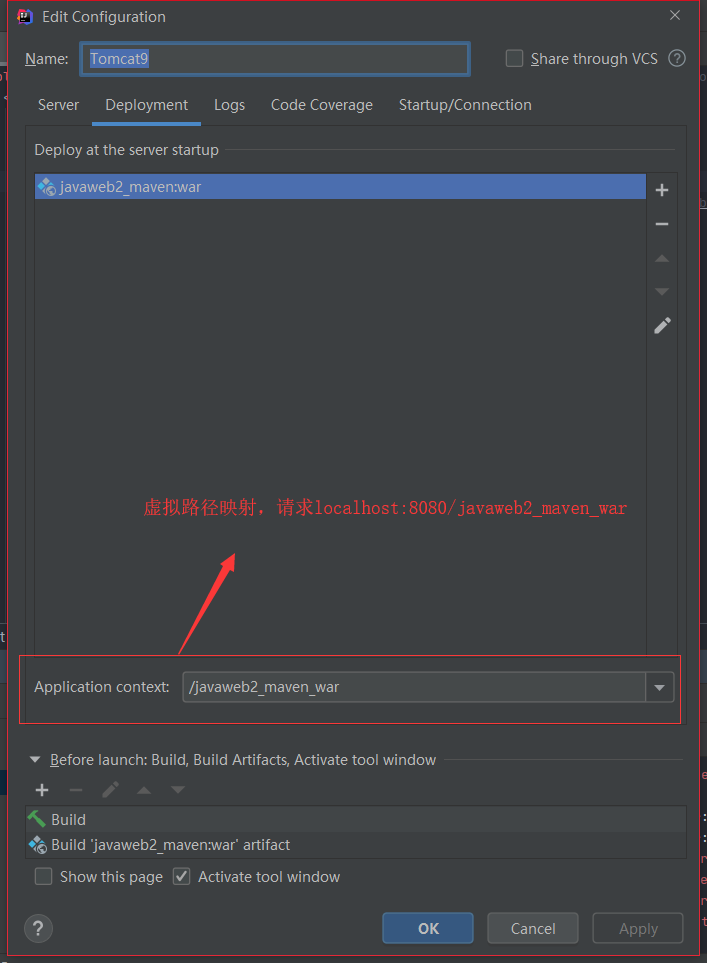 Edit Configuration
Name: Tomcat9 Share through VCS ?
Server Deployment Logs Code Coverage Startup/Connection
Deploy at the server startup
javaweb2_maven:war
虚拟路径映射，请求localhost:8080/javaweb2_maven_war
Application context: /javaweb2_maven_war
Before launch: Build, Build Artifacts, Activate tool window
Build
Build 'javaweb2_maven:war' artifact
Show this page Activate tool window
? OK Cancel Apply